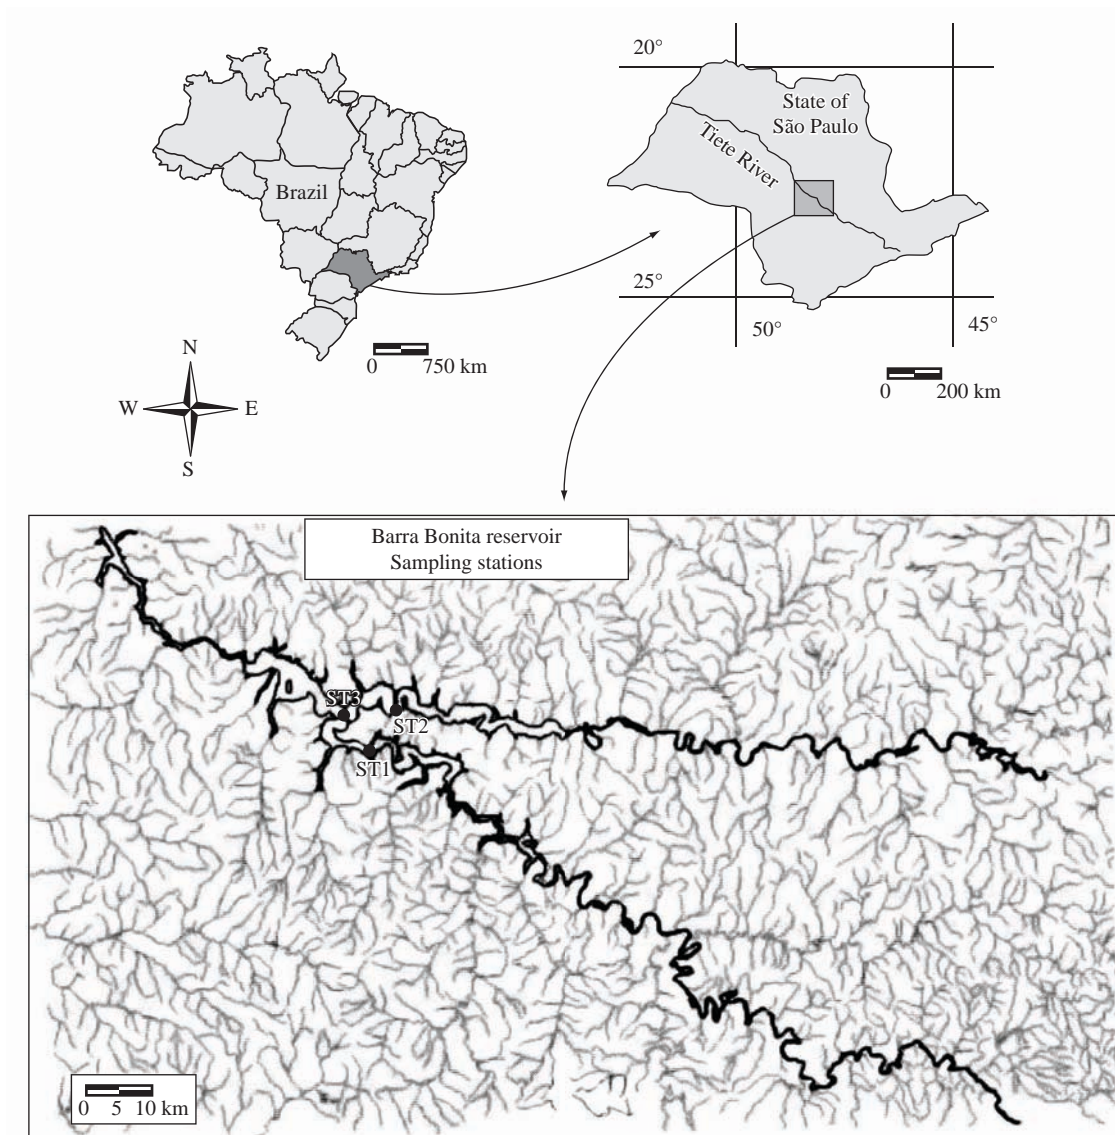 Brazil
0 750 km
N
W E
S
20°
State of
São Paulo
Tiete River
25°
50°
45°
0 200 km
Barra Bonita reservoir
Sampling stations
ST3
ST2
ST1
0 5 10 km